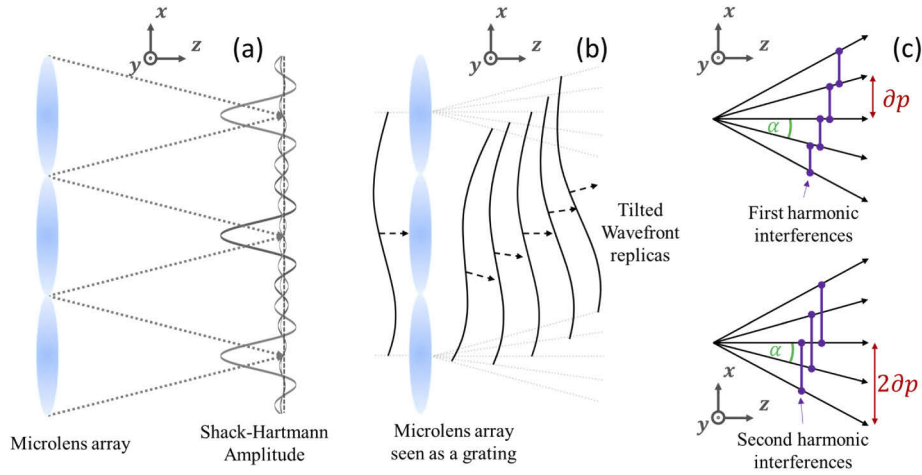 x
y
z
(a)
Microlens array
Shack-Hartmann
Amplitude
x
y
z
(b)
Tilted
Wavefront
replicas
Microlens array
seen as a grating
x
y
z
(c)
α
∂p
First harmonic
interferences
α
2∂p
x
y
z
Second harmonic
interferences